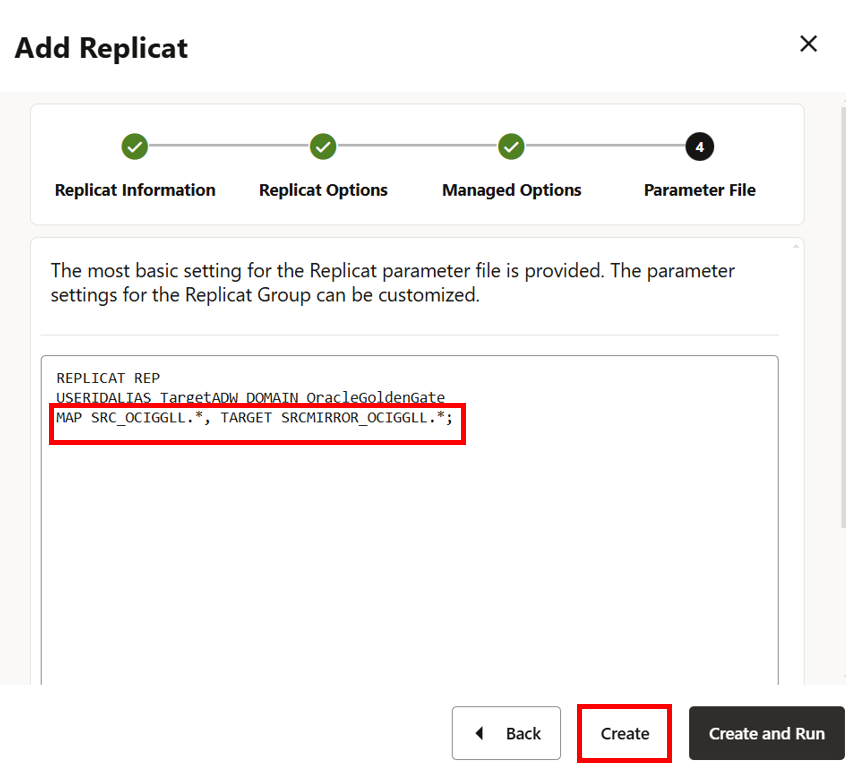 Add Replicat
4
Replicat Information
Replicat Options
Managed Options
Parameter File
The most basic setting for the Replicat parameter file is provided. The parameter
settings for the Replicat Group can be customized.
REPLICAT REP
USERIDALIAS TargetADW DOMAIN OracleGoldenGate
MAP SRC_OCIGGLL.*, TARGET SRCMIRROR_OCIGGLL.*;
Back
Create
Create and Run